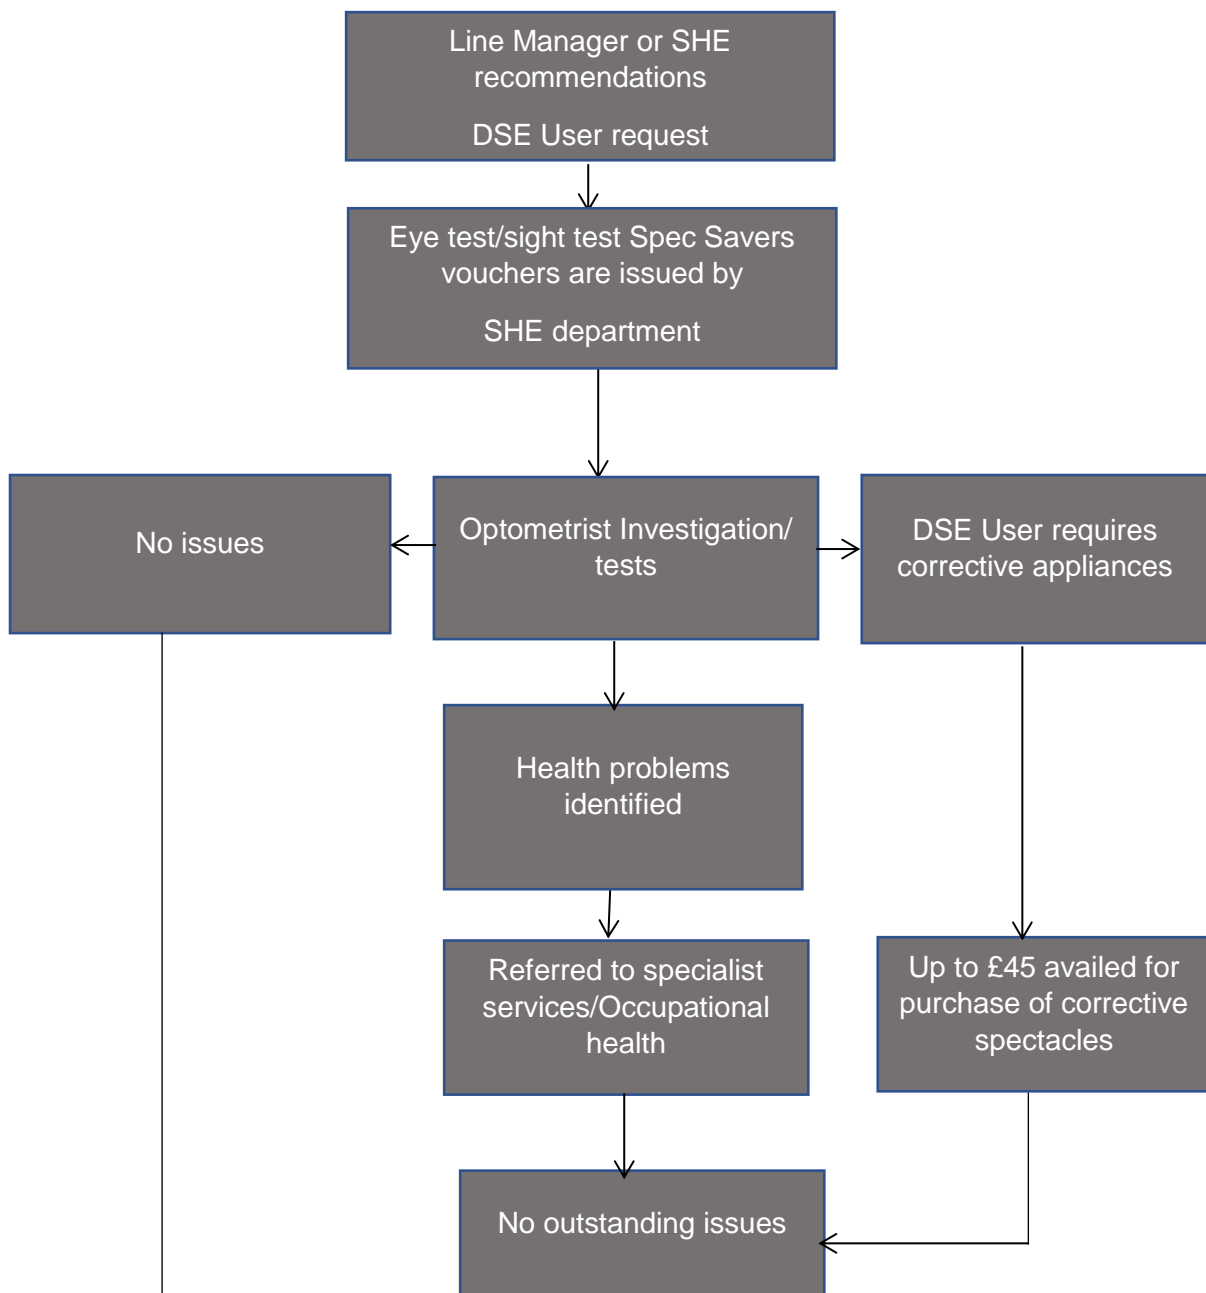 Line Manager or SHE
recommendations
DSE User request
Eye test/sight test Spec Savers
vouchers are issued by
SHE department
No issues
Optometrist Investigation/
tests
DSE User requires
corrective appliances
Health problems
identified
Referred to specialist
services/Occupational
health
Up to £45 availed for
purchase of corrective
spectacles
No outstanding issues